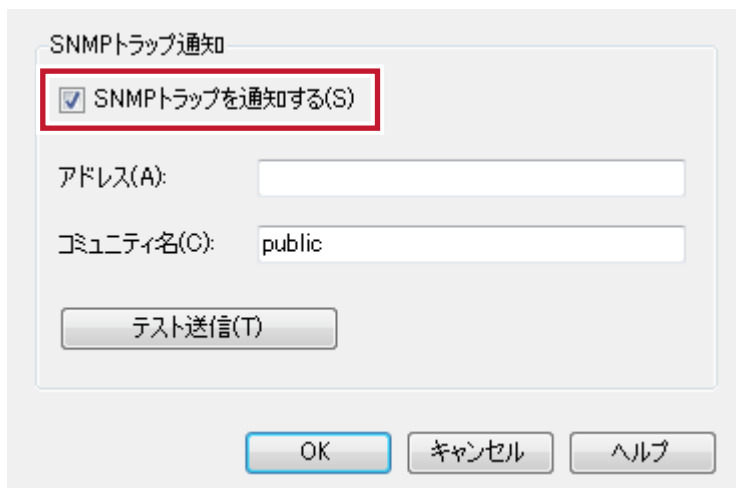 SNMPトラップ通知
SNMPトラップを通知する(S)
アドレス(A):
コミュニティ名(C): public
テスト送信(T)
OK キャンセル ヘルプ